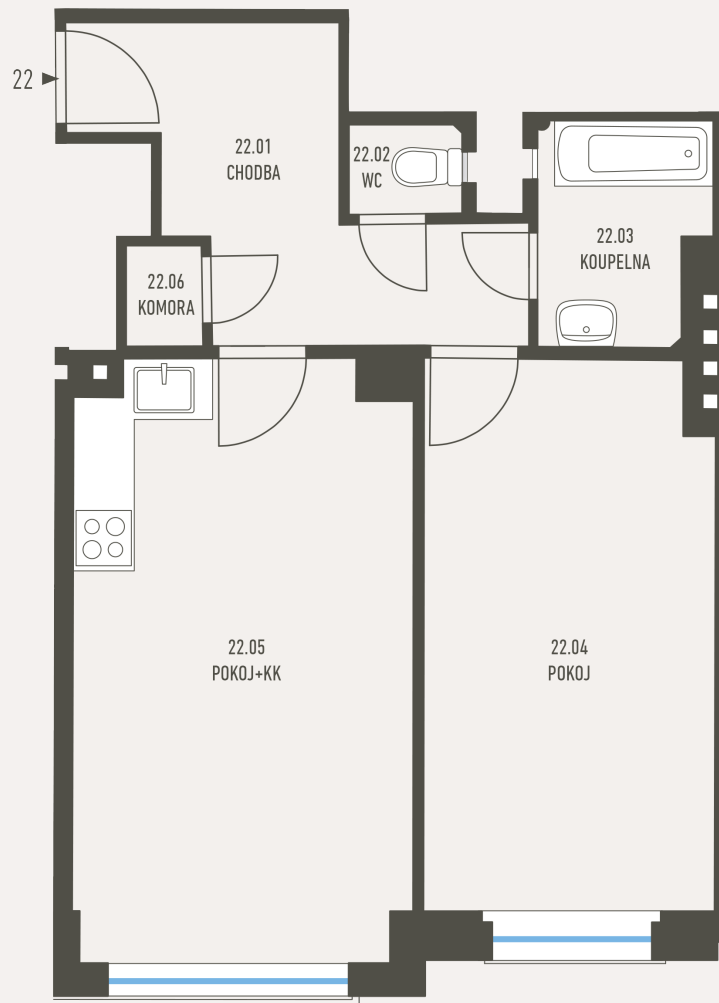 22
22.01
CHODBA
22.02
WC
22.03
KOUPELNA
22.06
KOMORA
22.05
POKOJ+KK
22.04
POKOJ